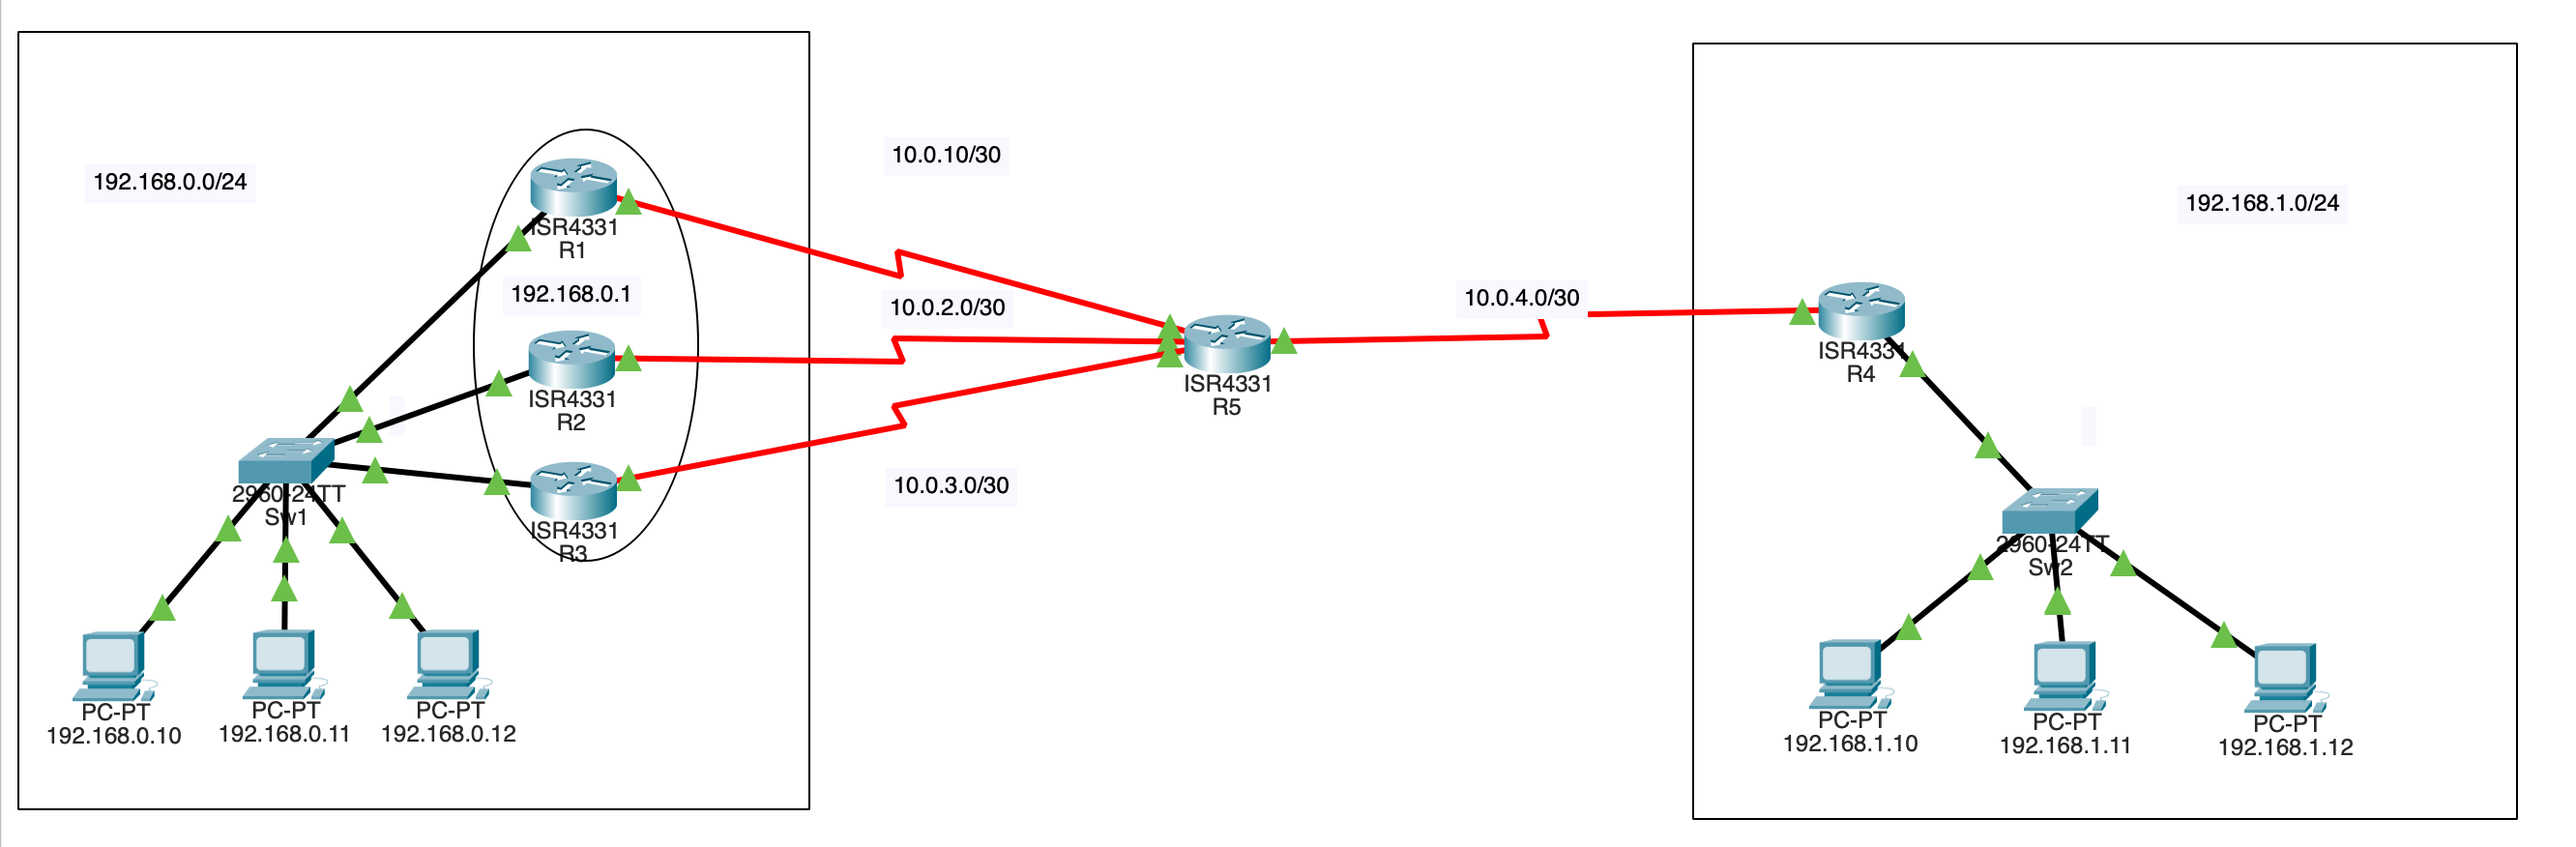 192.168.0.0/24
ISR4331
R1
192.168.0.1
ISR4331
R2
ISR4331
R3
2960-24TT
Sw1
PC-PT
192.168.0.10
PC-PT
192.168.0.11
PC-PT
192.168.0.12
10.0.10/30
10.0.2.0/30
10.0.3.0/30
ISR4331
R5
10.0.4.0/30
192.168.1.0/24
ISR4331
R4
2960-24TT
Sw2
PC-PT
192.168.1.10
PC-PT
192.168.1.11
PC-PT
192.168.1.12